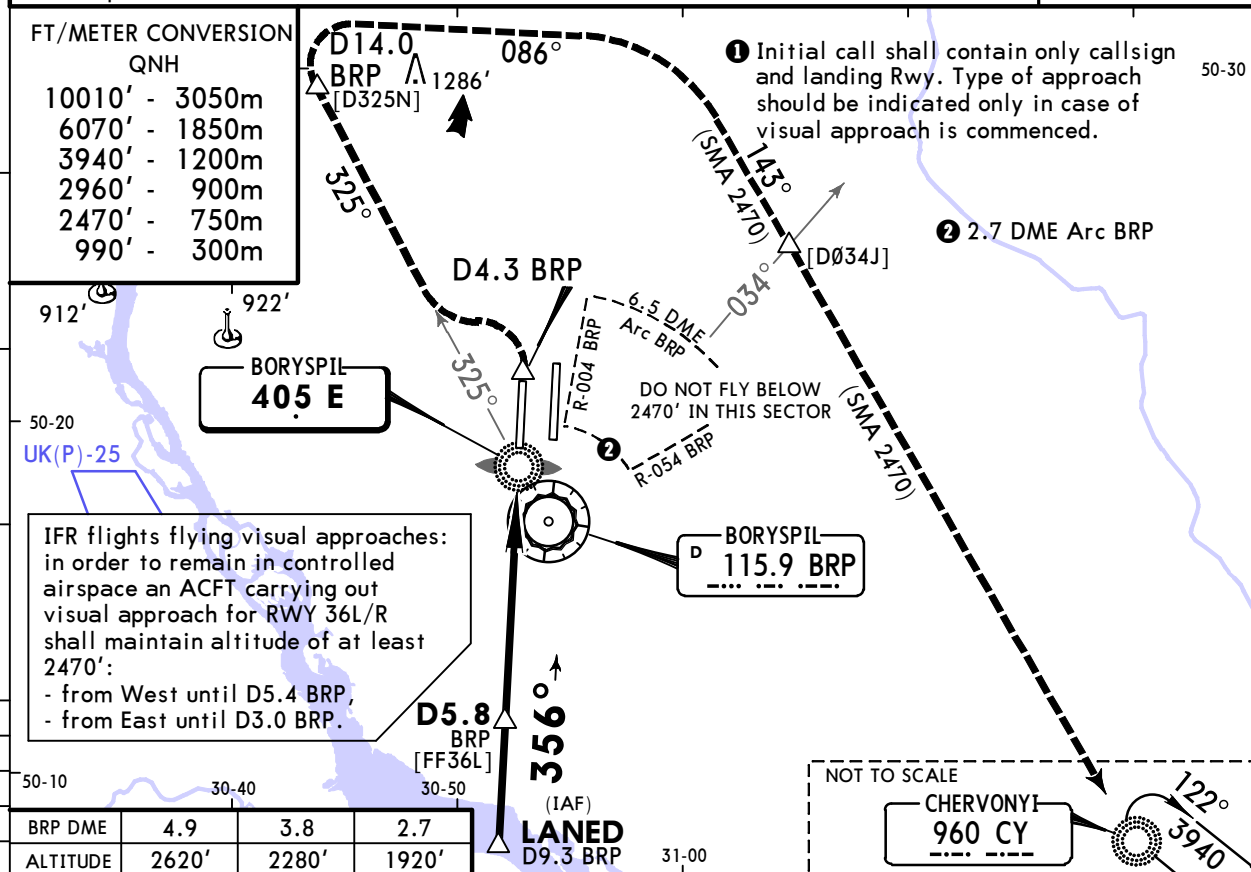 FT/METER CONVERSION
QNH
10010' - 3050m
6070' - 1850m
3940' - 1200m
2960' - 900m
2470' - 750m
990' - 300m
D14.0
BRP
[D325N]
1286'
086°
❶ Initial call shall contain only callsign
and landing Rwy. Type of approach
should be indicated only in case of
visual approach is commenced.
50-30
325°
143°
(SMA 2470)
❷ 2.7 DME Arc BRP
[DØ34J]
034°
D4.3 BRP
912'
922'
6.5 DME
Arc BRP
R-004 BRP
325°
BORYSPIL
405 E
.
DO NOT FLY BELOW
2470' IN THIS SECTOR
❷
R-054 BRP
(SMA 2470)
50-20
UK(P)-25
IFR flights flying visual approaches:
in order to remain in controlled
airspace an ACFT carrying out
visual approach for RWY 36L/R
shall maintain altitude of at least
2470':
- from West until D5.4 BRP,
- from East until D3.0 BRP.
BORYSPIL
D 115.9 BRP
D5.8
BRP
[FF36L]
356°
50-10
30-40
30-50
(IAF)
LANED
D9.3 BRP
31-00
BRP DME 4.9 3.8 2.7
ALTITUDE 2620' 2280' 1920'
NOT TO SCALE
CHERVONYI
960 CY
122°
3940